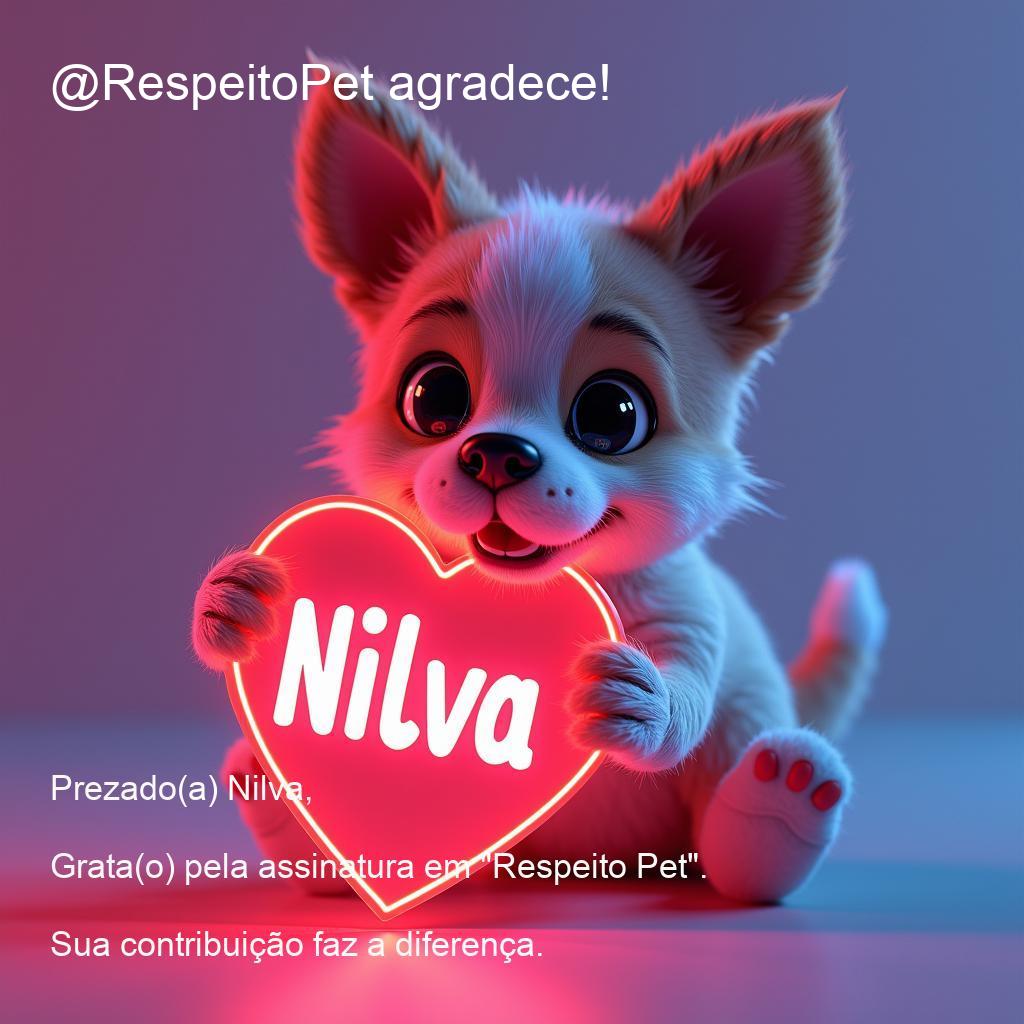 @RespeitoPet agradece!
Nilva
Prezado(a) Nilva,
Grata(o) pela assinatura em "Respeito Pet".
Sua contribuição faz a diferença.